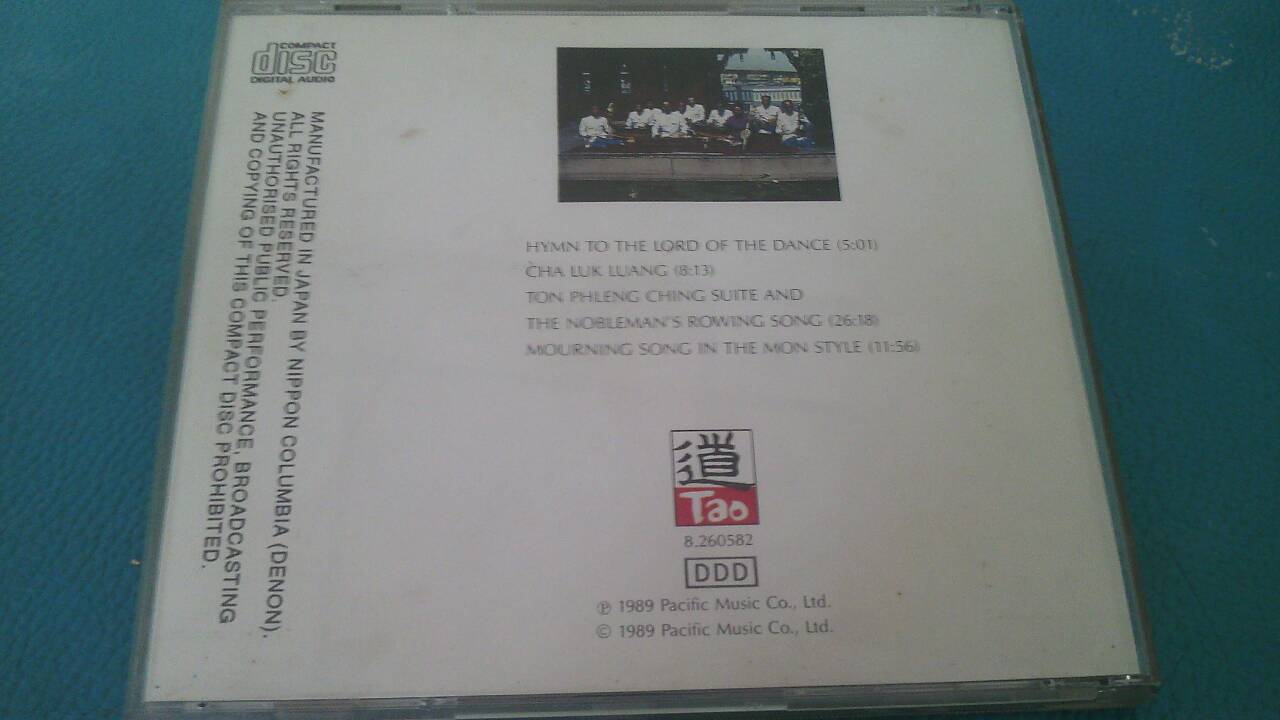 COMPACT
disc
DIGITAL AUDIO
MANUFACTURED IN JAPAN BY NIPPON COLUMBIA (DENON).
ALL RIGHTS RESERVED.
UNAUTHORISED PUBLIC PERFORMANCE, BROADCASTING
AND COPYING OF THIS COMPACT DISC PROHIBITED.
HYMN TO THE LORD OF THE DANCE (5:01)
CHA LUK LUANG (8:13)
TON PHLENG CHING SUITE AND
THE NOBLEMAN'S ROWING SONG (26:18)
MOURNING SONG IN THE MON STYLE (11:56)
道
Tao
8.260582
DDD
℗ 1989 Pacific Music Co., Ltd.
© 1989 Pacific Music Co., Ltd.